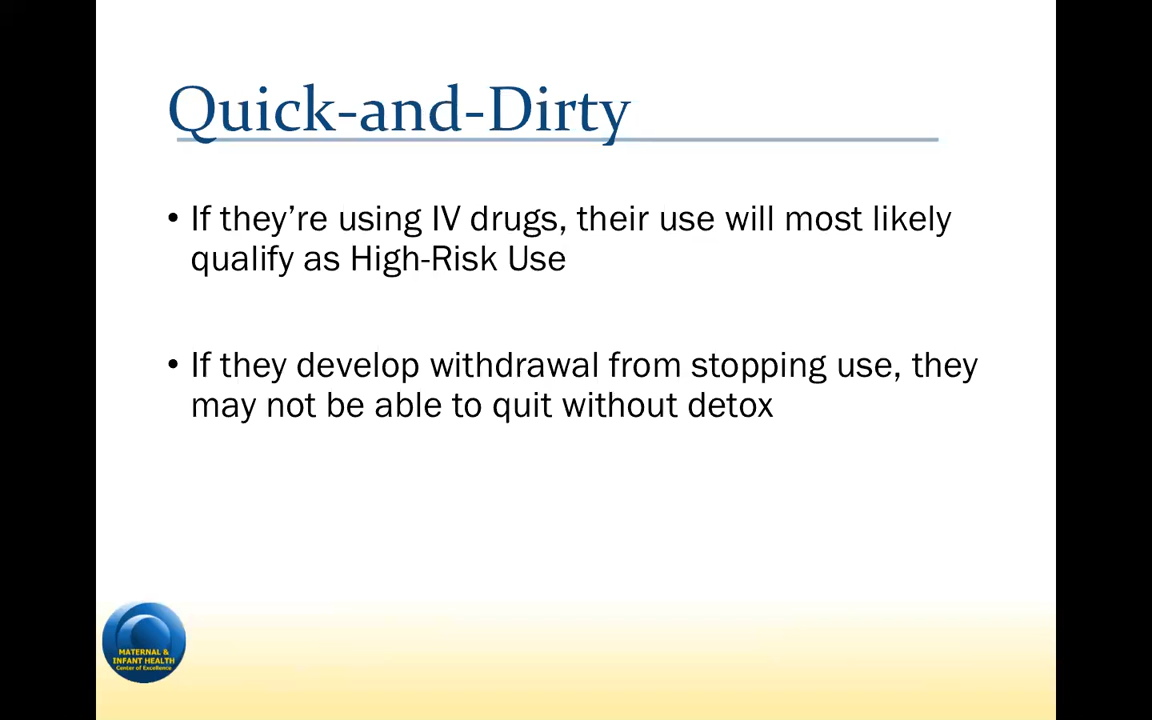 Quick-and-Dirty
• If they’re using IV drugs, their use will most likely
qualify as High-Risk Use
• If they develop withdrawal from stopping use, they
may not be able to quit without detox
MATERNAL &
INFANT HEALTH
Center of Excellence